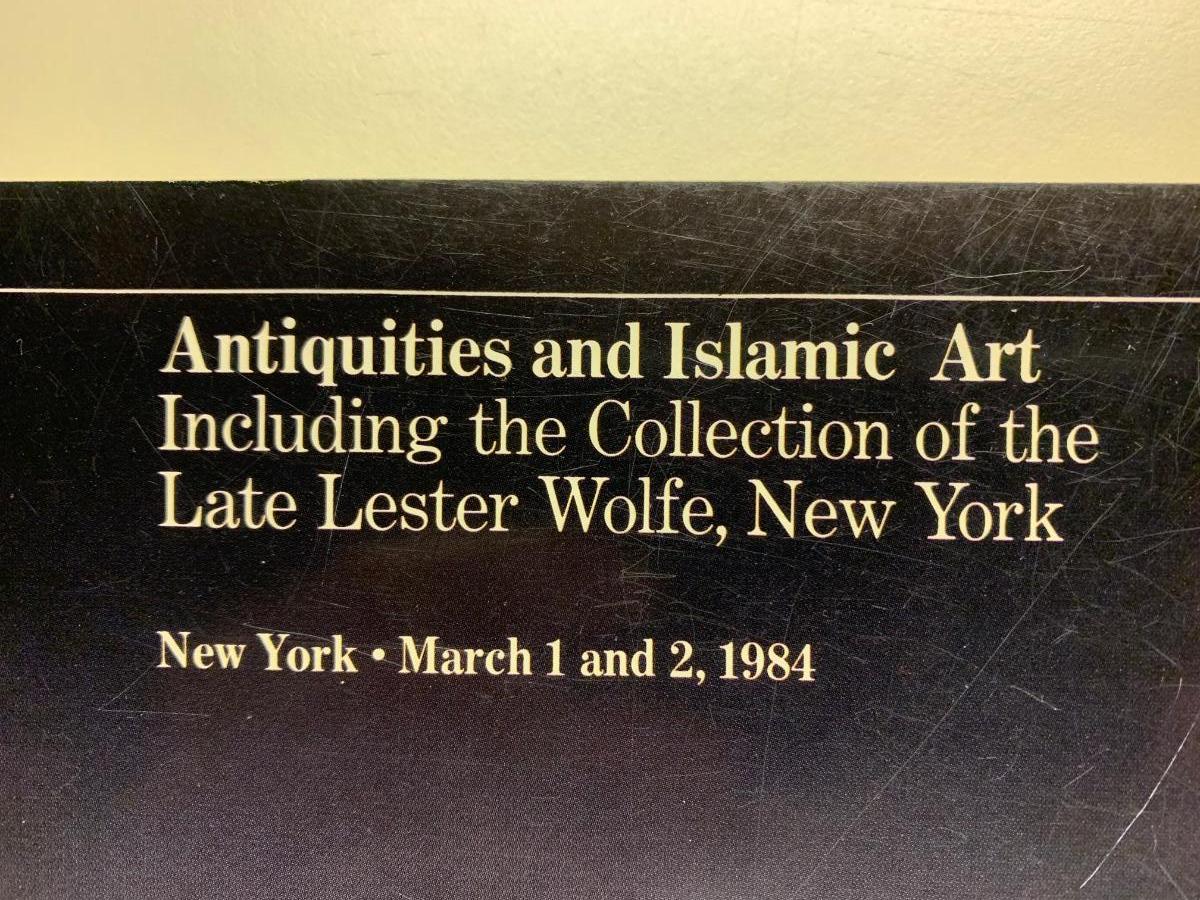 Antiquities and Islamic Art
Including the Collection of the
Late Lester Wolfe, New York
New York • March 1 and 2, 1984